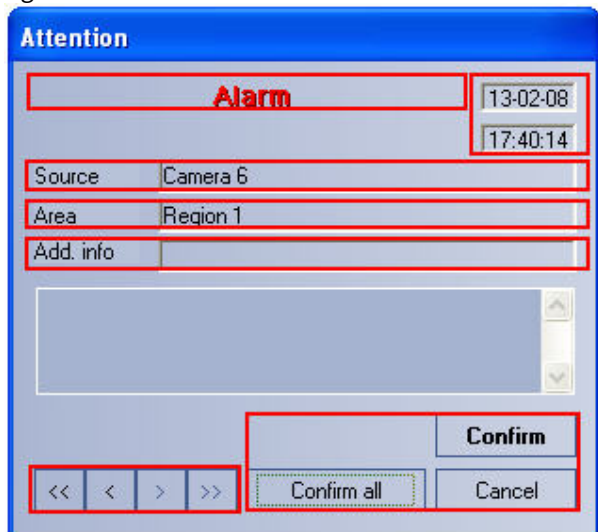 Attention
Alarm 13-02-08
17:40:14
Source Camera 6
Area Region 1
Add. info
Confirm
<< < > >> Confirm all Cancel